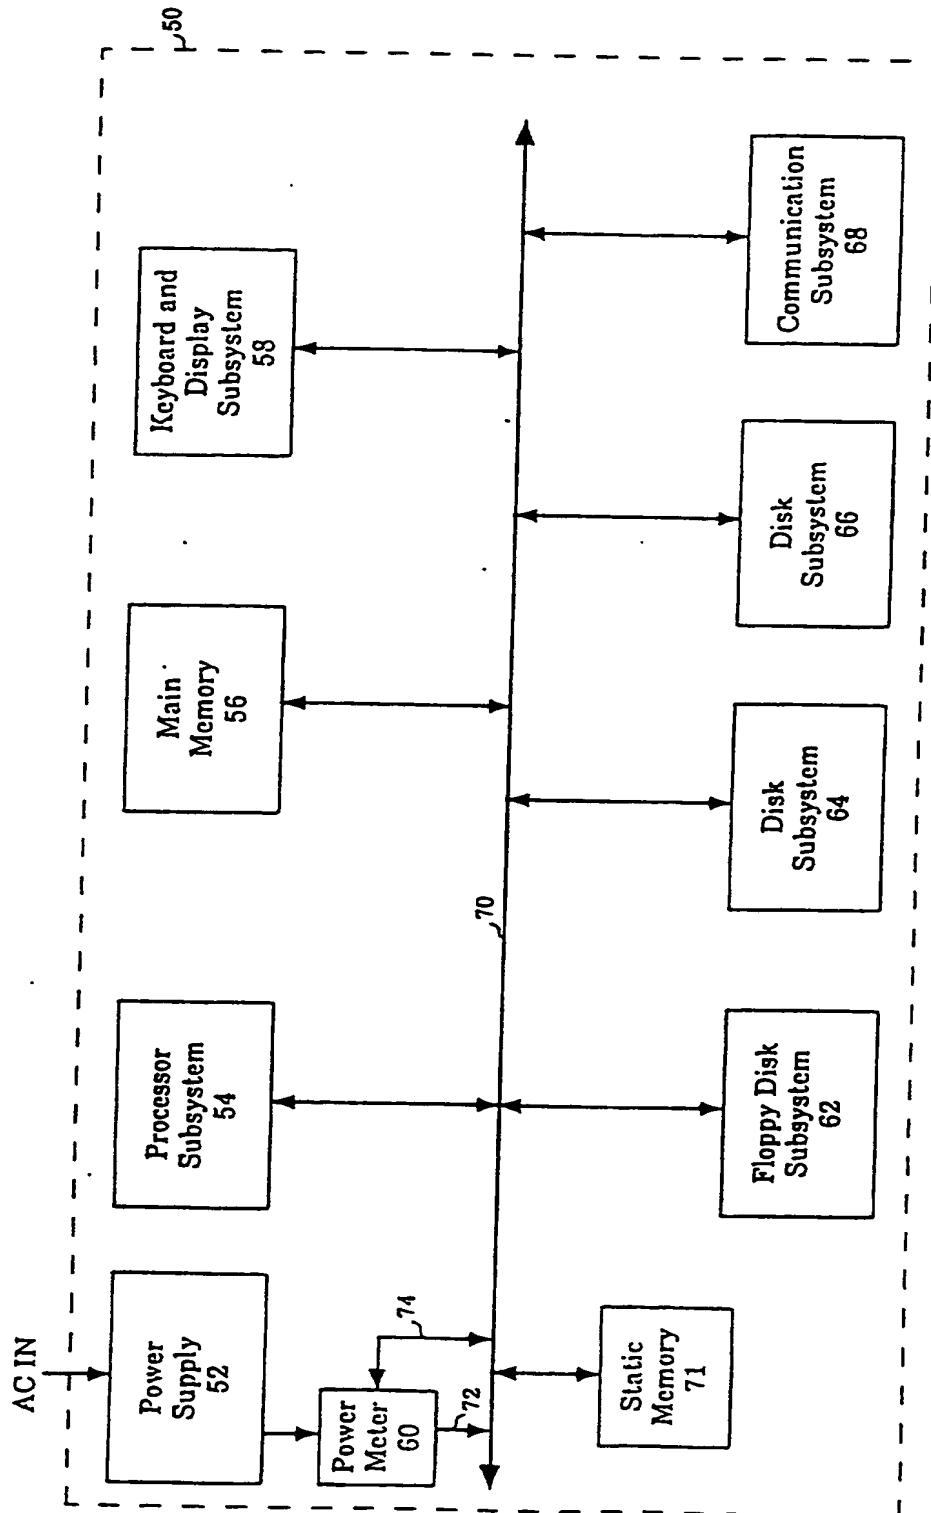 50
AC IN
Power
Supply
52
Processor
Subsystem
54
Main
Memory
56
Keyboard and
Display
Subsystem
58
Power
Meter
60
74
72
70
Static
Memory
71
Floppy Disk
Subsystem
62
Disk
Subsystem
64
Disk
Subsystem
66
Communication
Subsystem
68